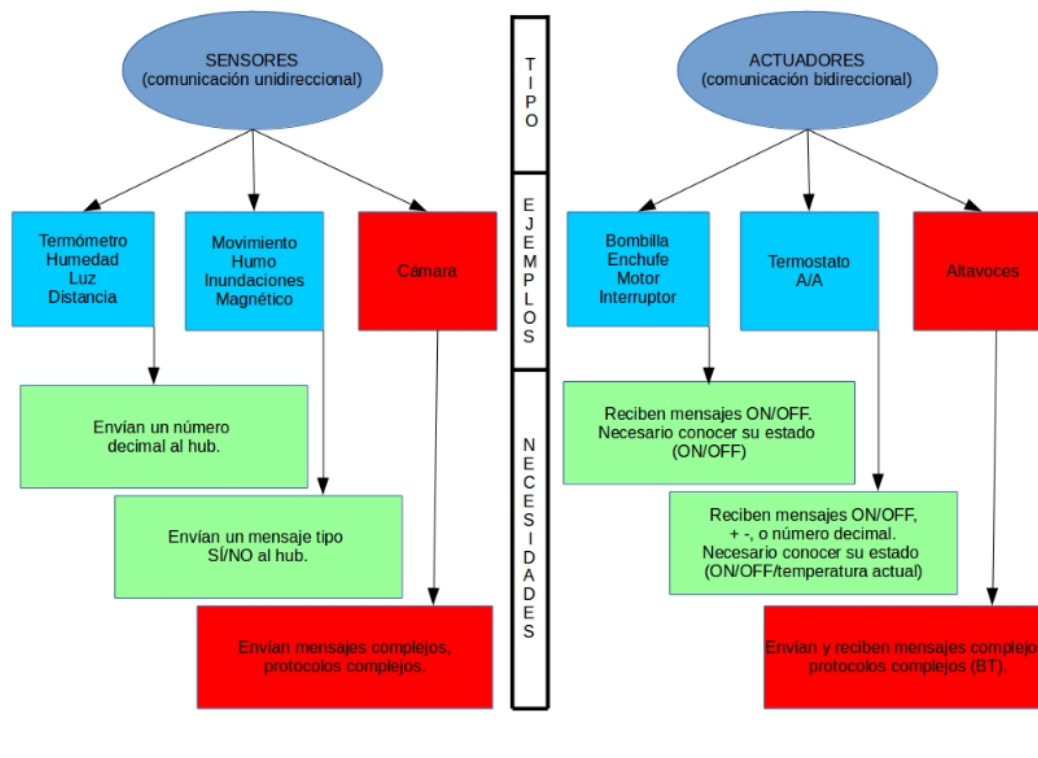 SENSORES
(comunicación unidireccional)
TIPO
ACTUADORES
(comunicación bidireccional)
EJEMPLOS
Termómetro
Humedad
Luz
Distancia
Movimiento
Humo
Inundaciones
Magnético
Cámara
Bombilla
Enchufe
Motor
Interruptor
Termostato
A/A
Altavoces
NECESIDADES
Envían un número
decimal al hub.
Envían un mensaje tipo
SÍ/NO al hub.
Envían mensajes complejos,
protocolos complejos.
Reciben mensajes ON/OFF.
Necesario conocer su estado
(ON/OFF)
Reciben mensajes ON/OFF,
+ -, o número decimal.
Necesario conocer su estado
(ON/OFF/temperatura actual)
Envían y reciben mensajes complejo
protocolos complejos (BT).